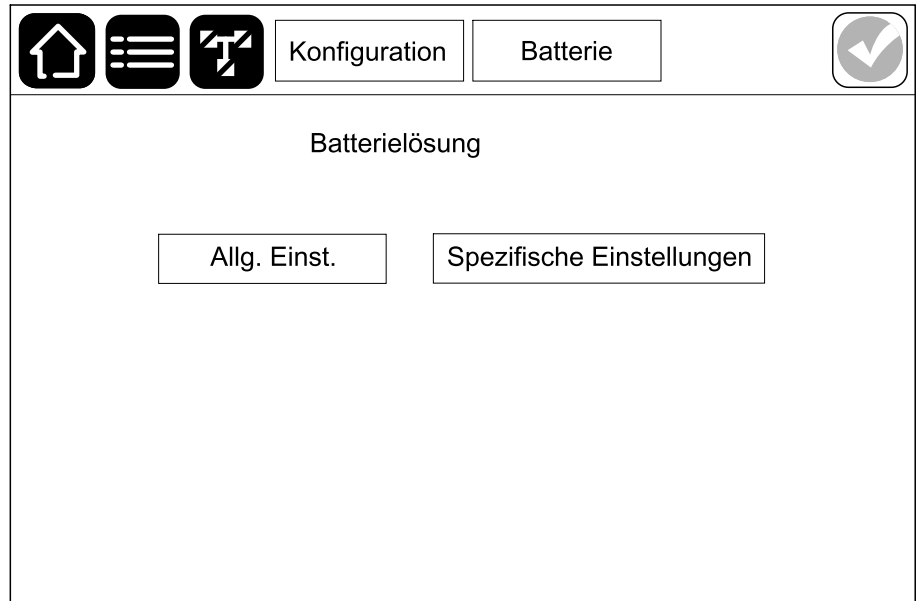 Konfiguration
Batterie
Batterielösung
Allg. Einst.
Spezifische Einstellungen